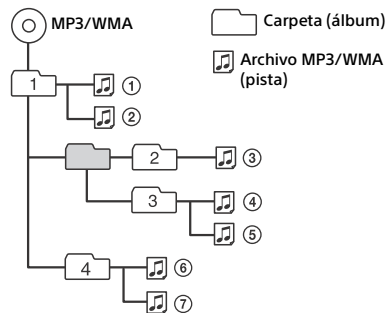 MP3/WMA
Carpeta (álbum)
Archivo MP3/WMA
(pista)
1
①
②
2
③
3
④
⑤
4
⑥
⑦